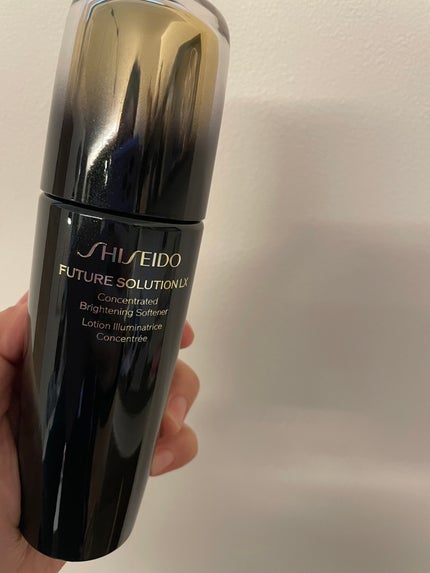 SHISEIDO
FUTURE SOLUTION LX
Concentrated
Brightening Softener
Lotion Illuminatrice
Concentrée